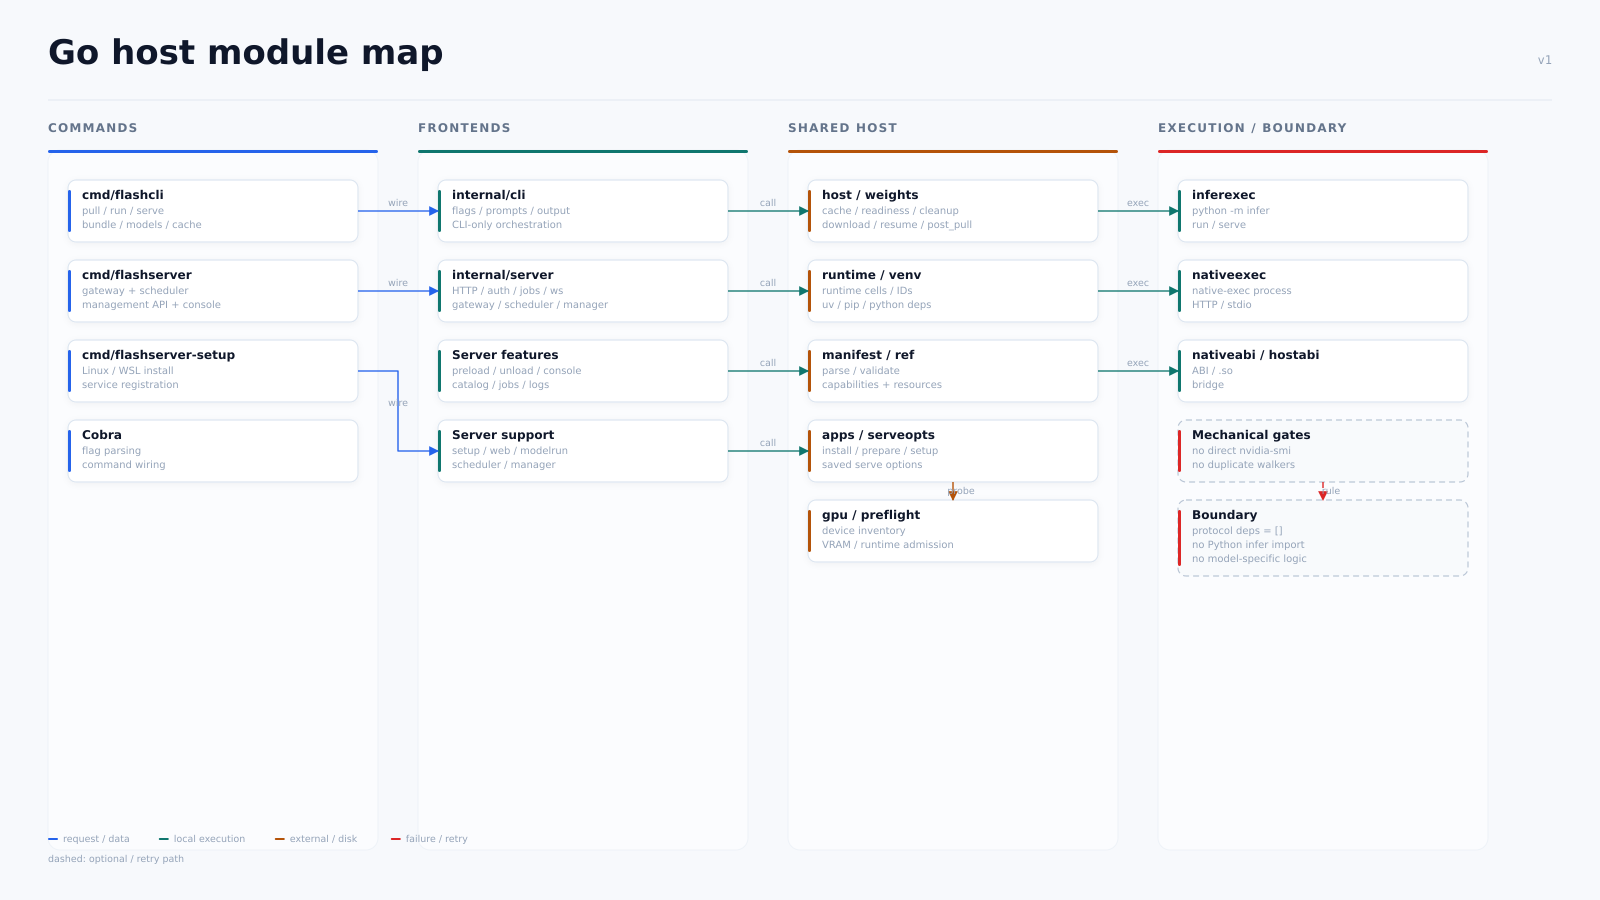 Go host module map
v1
COMMANDS
cmd/flashcli
pull / run / serve
bundle / models / cache
cmd/flashserver
gateway + scheduler
management API + console
cmd/flashserver-setup
Linux / WSL install
service registration
Cobra
flag parsing
command wiring
wire
wire
wire
FRONTENDS
internal/cli
flags / prompts / output
CLI-only orchestration
internal/server
HTTP / auth / jobs / ws
gateway / scheduler / manager
Server features
preload / unload / console
catalog / jobs / logs
Server support
setup / web / modelrun
scheduler / manager
call
call
call
call
SHARED HOST
host / weights
cache / readiness / cleanup
download / resume / post_pull
runtime / venv
runtime cells / IDs
uv / pip / python deps
manifest / ref
parse / validate
capabilities + resources
apps / serveopts
install / prepare / setup
saved serve options
probe
gpu / preflight
device inventory
VRAM / runtime admission
exec
exec
exec
EXECUTION / BOUNDARY
inferexec
python -m infer
run / serve
nativeexec
native-exec process
HTTP / stdio
nativeabi / hostabi
ABI / .so
bridge
Mechanical gates
no direct nvidia-smi
no duplicate walkers
rule
Boundary
protocol deps = []
no Python infer import
no model-specific logic
request / data
local execution
external / disk
failure / retry
dashed: optional / retry path